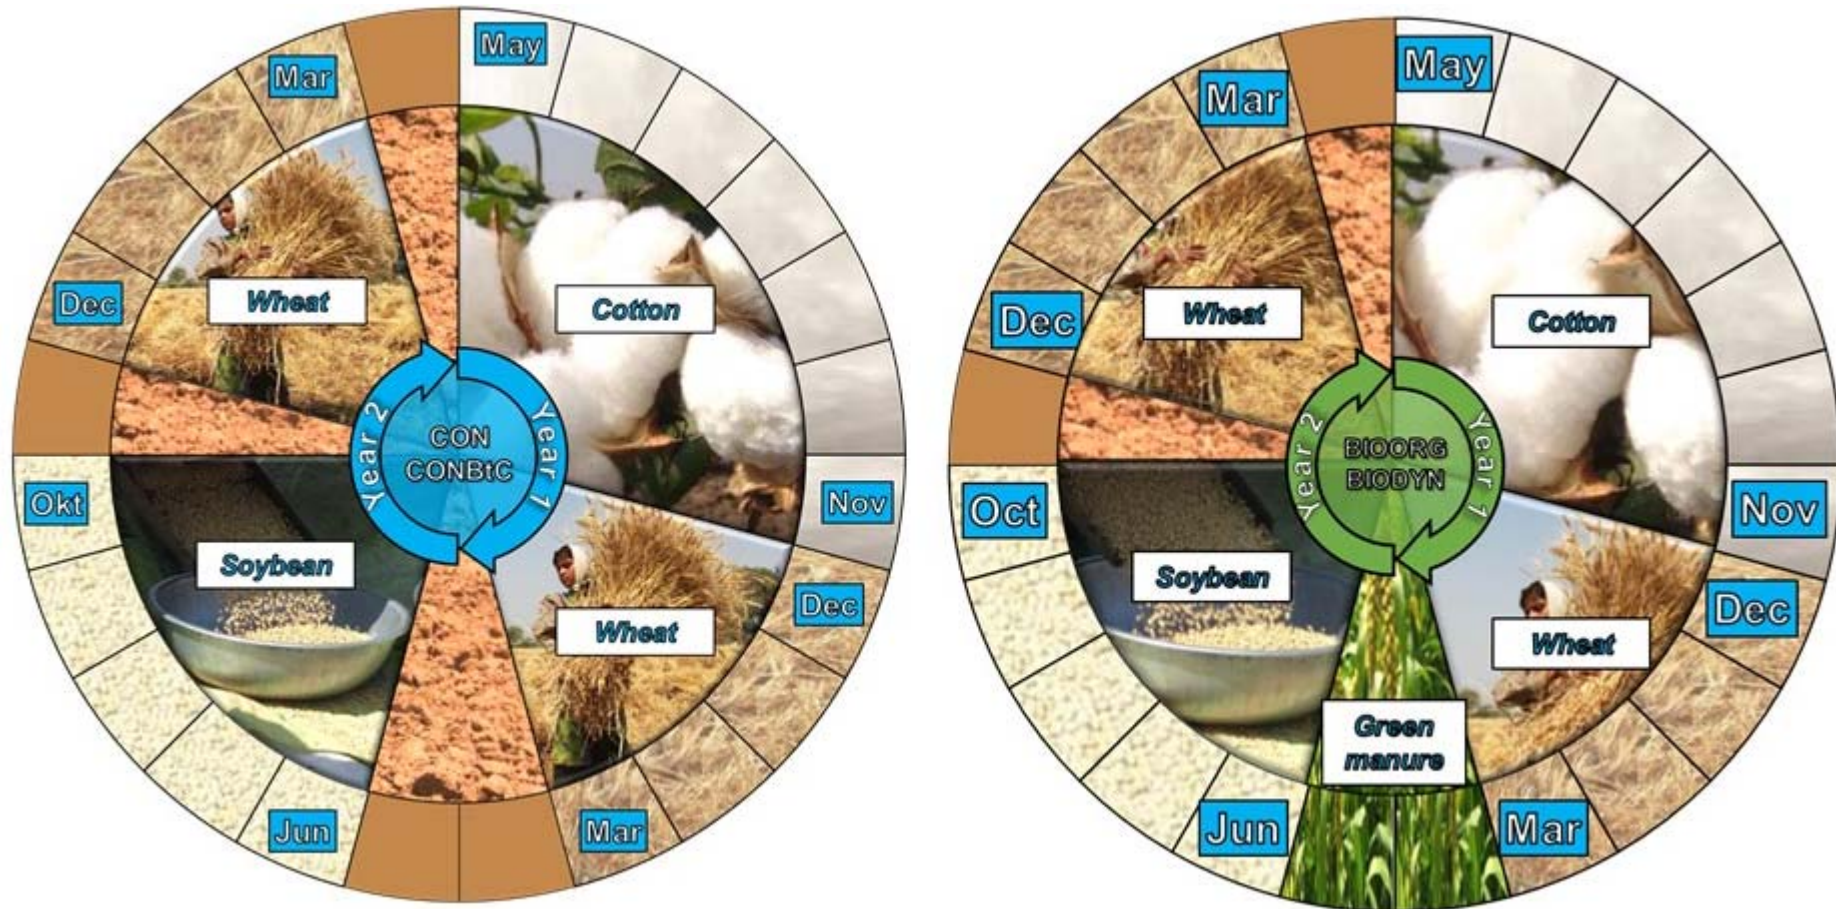 May
Nov
Dec
Mar
Jun
Okt
Dec
Mar
Cotton
Wheat
Soybean
Wheat
Year 1
Year 2
CON
CONBtC
May
Nov
Dec
Mar
Jun
Oct
Dec
Mar
Cotton
Wheat
Green
manure
Soybean
Wheat
Year 1
Year 2
BIOORG
BIODYN